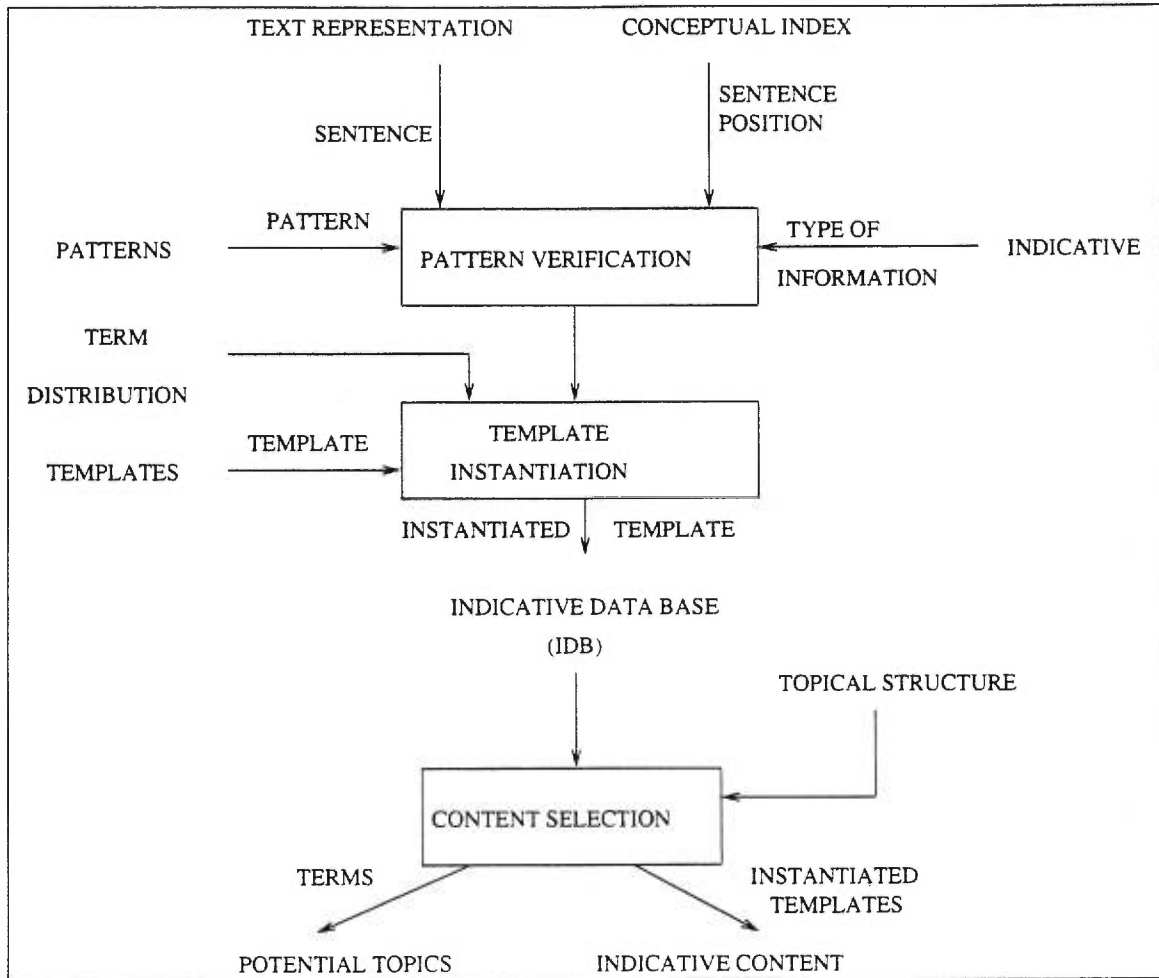 TEXT REPRESENTATION
CONCEPTUAL INDEX
SENTENCE
POSITION
SENTENCE
PATTERN
TYPE OF
PATTERNS
PATTERN VERIFICATION
INDICATIVE
INFORMATION
TERM
DISTRIBUTION
TEMPLATE
TEMPLATE
TEMPLATES
INSTANTIATION
INSTANTIATED
TEMPLATE
INDICATIVE DATA BASE
(IDB)
TOPICAL STRUCTURE
CONTENT SELECTION
TERMS
INSTANTIATED
TEMPLATES
POTENTIAL TOPICS
INDICATIVE CONTENT